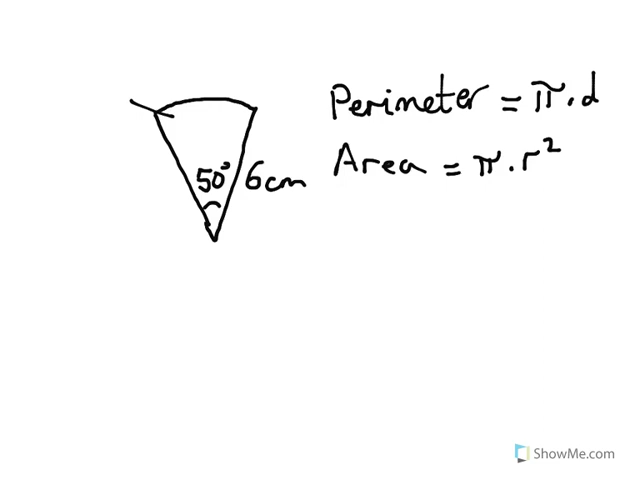 Perimeter = π.d
Area = π.r²
50°
6cm
ShowMe.com